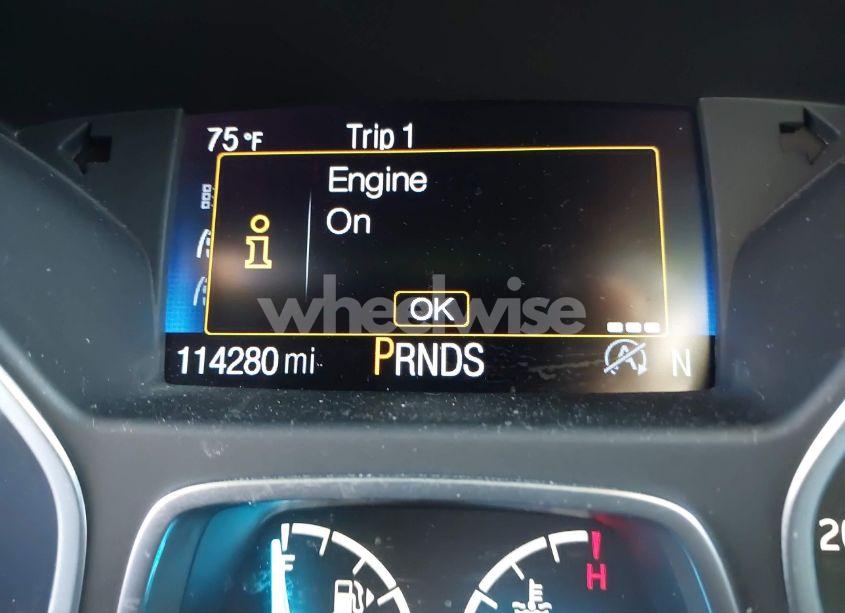 75°F Trip 1
Engine
On
wheelwise
OK
114280 mi PRNDS N
F
H